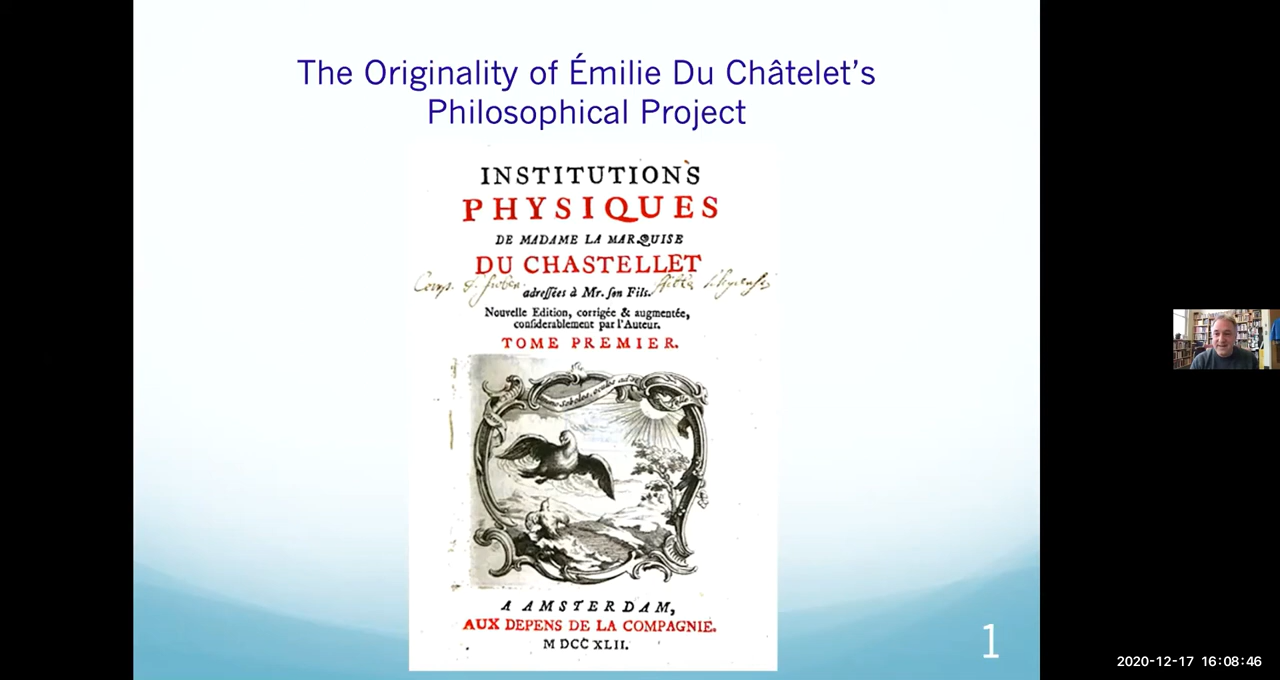 The Originality of Émilie Du Châtelet's
Philosophical Project
INSTITUTIONS
PHYSIQUES
DE MADAME LA MARQUISE
DU CHASTELLET
adreſſées à Mr. ſon Fils.
Nouvelle Edition, corrigée & augmentée,
conſiderablement par l'Auteur.
TOME PREMIER.
A AMSTERDAM,
AUX DEPENS DE LA COMPAGNIE.
M DCC XLII.
1
2020-12-17 16:08:46